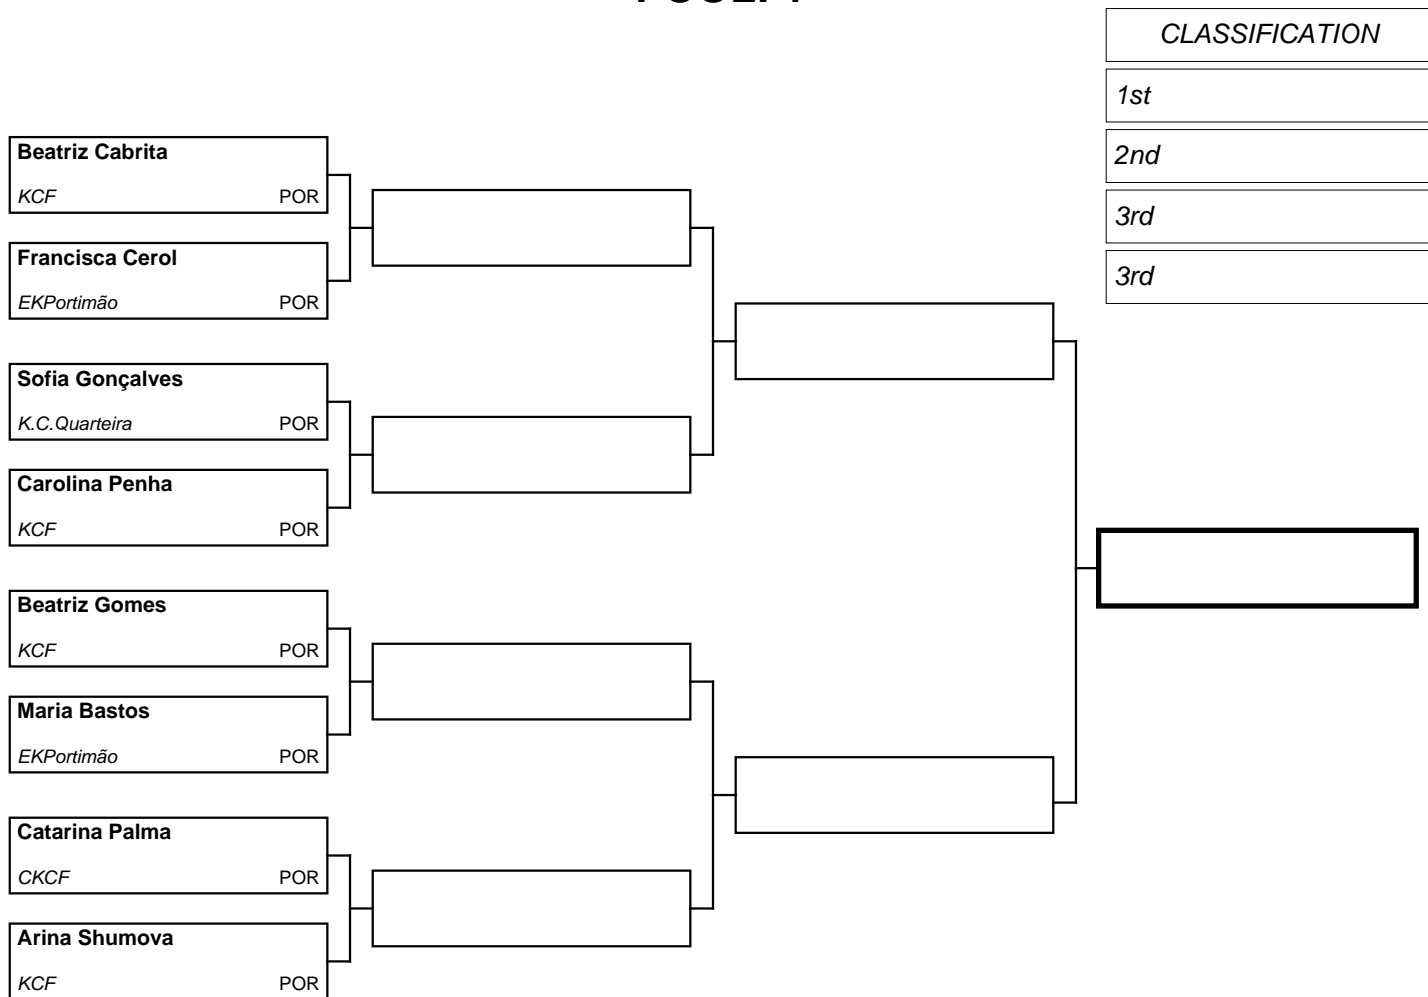 CLASSIFICATION
1st
2nd
3rd
3rd
Beatriz Cabrita
KCF POR
Francisca Cerol
EKPortimão POR
Sofia Gonçalves
K.C.Quarteira POR
Carolina Penha
KCF POR
Beatriz Gomes
KCF POR
Maria Bastos
EKPortimão POR
Catarina Palma
CKCF POR
Arina Shumova
KCF POR